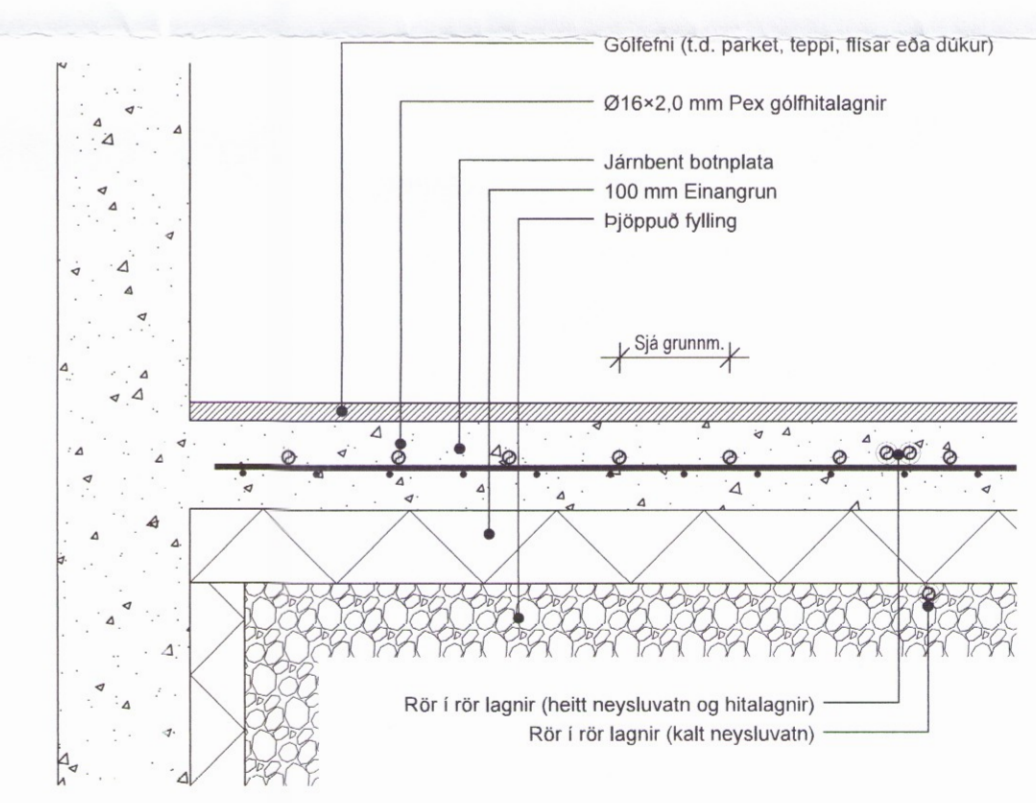 Gólfefni (t.d. parket, teppi, flísar eða dúkur)
Ø16×2,0 mm Pex gólfhitalagnir
Járnbent botnplata
100 mm Einangrun
Þjöppuð fylling
Sjá grunnm.
Rör í rör lagnir (heitt neysluvatn og hitalagnir)
Rör í rör lagnir (kalt neysluvatn)